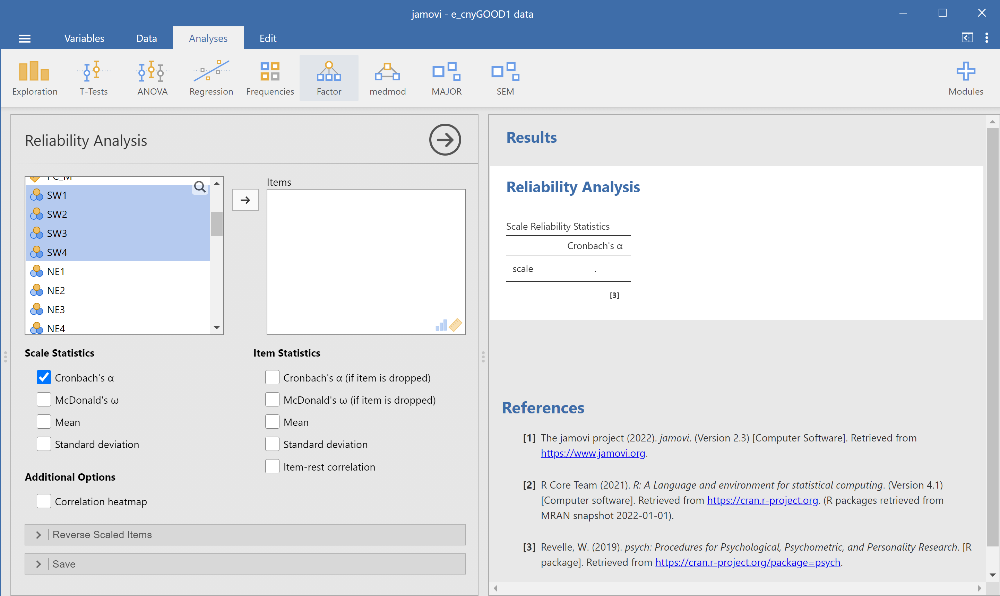 jamovi - e_cnyGOOD1 data
Variables
Data
Analyses
Edit
Exploration
T-Tests
ANOVA
Regression
Frequencies
Factor
medmod
MAJOR
SEM
Modules
Reliability Analysis
PC_M
SW1
SW2
SW3
SW4
NE1
NE2
NE3
NE4
Items
Scale Statistics
Cronbach's α
McDonald's ω
Mean
Standard deviation
Additional Options
Correlation heatmap
Item Statistics
Cronbach's α (if item is dropped)
McDonald's ω (if item is dropped)
Mean
Standard deviation
Item-rest correlation
Reverse Scaled Items
Save
Results
Reliability Analysis
Scale Reliability Statistics
Cronbach's α
scale .
[3]
References
[1] The jamovi project (2022). jamovi. (Version 2.3) [Computer Software]. Retrieved from
https://www.jamovi.org.
[2] R Core Team (2021). R: A Language and environment for statistical computing. (Version 4.1)
[Computer software]. Retrieved from https://cran.r-project.org. (R packages retrieved from
MRAN snapshot 2022-01-01).
[3] Revelle, W. (2019). psych: Procedures for Psychological, Psychometric, and Personality Research. [R
package]. Retrieved from https://cran.r-project.org/package=psych.